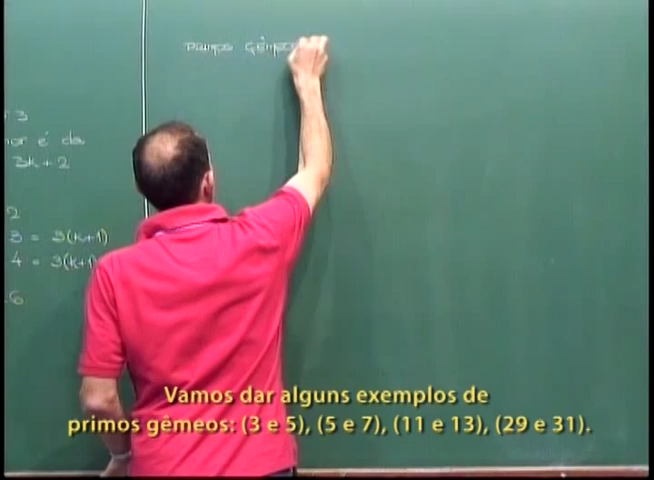 Primos Gêmeos
3
or é da
3k + 2
2
3 = 3(k+1)
4 = 3(k+1)
6
Vamos dar alguns exemplos de
primos gêmeos: (3 e 5), (5 e 7), (11 e 13), (29 e 31).